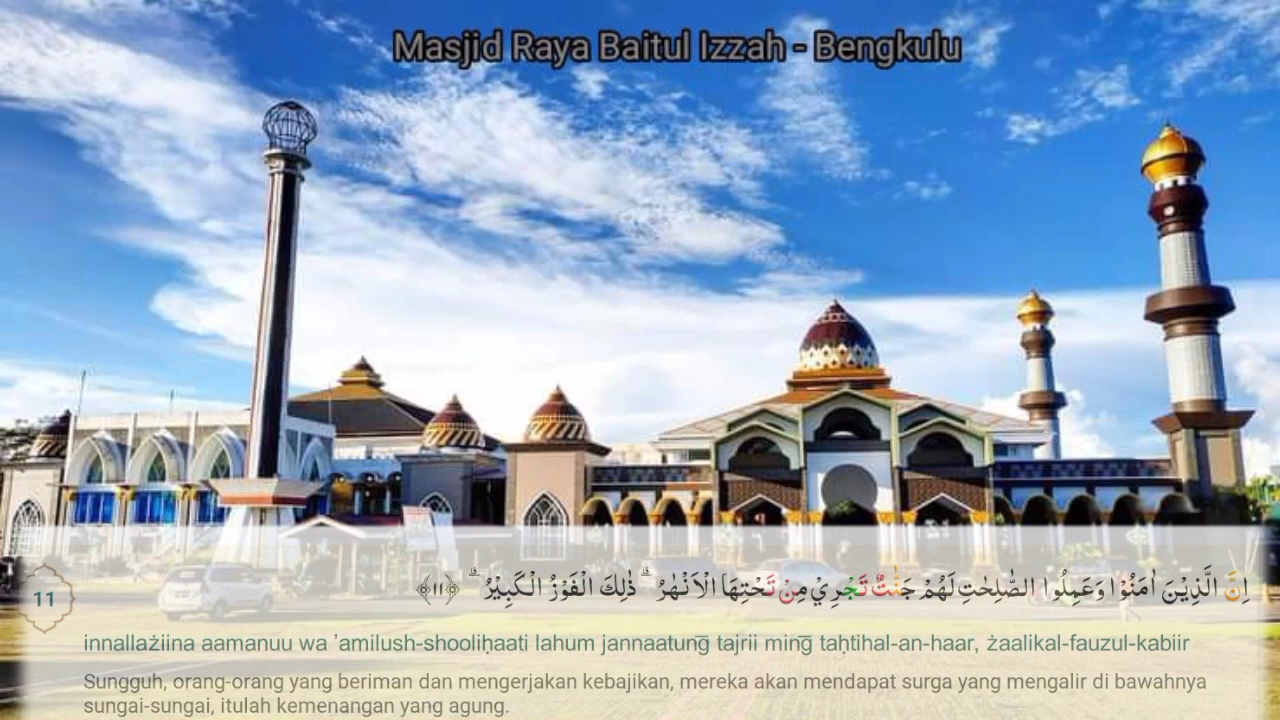 Masjid Raya Baitul Izzah - Bengkulu
اِنَّ الَّذِيْنَ اٰمَنُوْا وَعَمِلُوا الصّٰلِحٰتِ لَهُمْ جَنّٰتٌ تَجْرِيْ مِنْ تَحْتِهَا الْاَنْهٰرُ ۗ ذٰلِكَ الْفَوْزُ الْكَبِيْرُ ۗ ﴿١١﴾
11
innallażiina aamanuu wa ʼamilush-shooliḥaati lahum jannaatung̅ tajrii ming̅ taḥtihal-an-haar, żaalikal-fauzul-kabiir
Sungguh, orang-orang yang beriman dan mengerjakan kebajikan, mereka akan mendapat surga yang mengalir di bawahnya
sungai-sungai, itulah kemenangan yang agung.